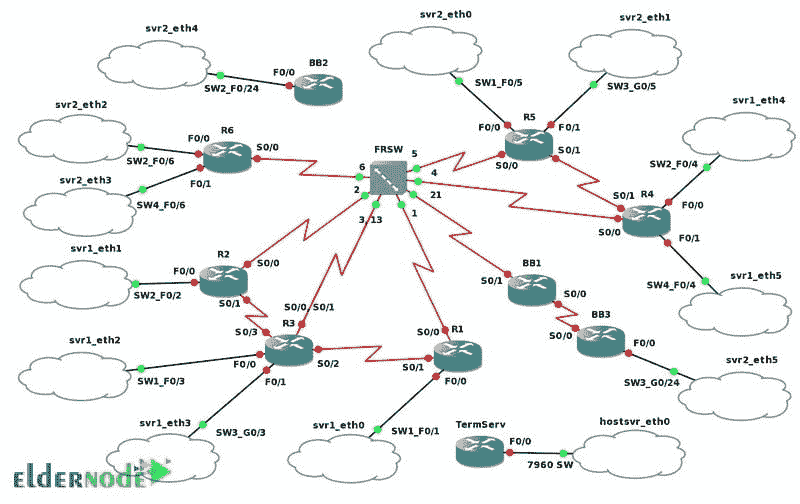 svr2_eth4
F0/0
BB2
SW2_F0/24
svr2_eth0
SW1_F0/5
svr2_eth1
SW3_G0/5
F0/0
R5
F0/1
S0/0
S0/1
svr1_eth4
SW2_F0/4
S0/1
R4
F0/0
S0/0
F0/1
SW4_F0/4
svr1_eth5
svr2_eth2
F0/0
R6
SW2_F0/6
S0/0
F0/1
svr2_eth3
SW4_F0/6
FRSW
5
4
6
21
2
3,13
1
svr1_eth1
R2
S0/0
F0/0
SW2_F0/2
S0/1
S0/3
S0/0
S0/1
R3
svr1_eth2
SW1_F0/3
F0/0
F0/1
S0/2
svr1_eth3
SW3_G0/3
R1
S0/0
S0/1
F0/0
svr1_eth0
SW1_F0/1
BB1
S0/1
S0/0
BB3
S0/0
F0/0
svr2_eth5
SW3_G0/24
TermServ
F0/0
7960 SW
hostsvr_eth0
ELDERNODE